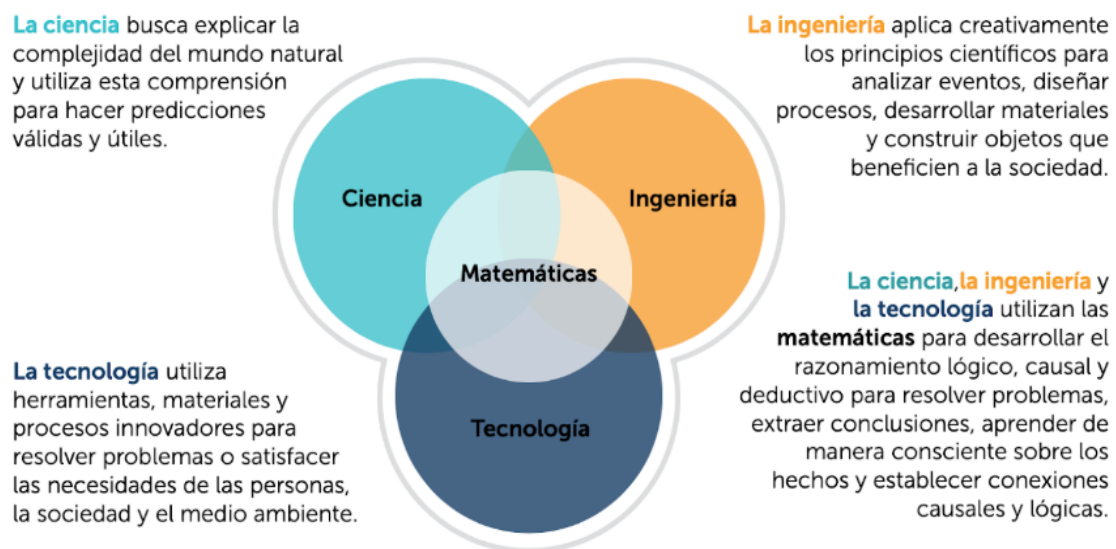 La ciencia busca explicar la
complejidad del mundo natural
y utiliza esta comprensión
para hacer predicciones
válidas y útiles.
La ingeniería aplica creativamente
los principios científicos para
analizar eventos, diseñar
procesos, desarrollar materiales
y construir objetos que
beneficien a la sociedad.
Ciencia
Ingeniería
Matemáticas
Tecnología
La tecnología utiliza
herramientas, materiales y
procesos innovadores para
resolver problemas o satisfacer
las necesidades de las personas,
la sociedad y el medio ambiente.
La ciencia,la ingeniería y
la tecnología utilizan las
matemáticas para desarrollar el
razonamiento lógico, causal y
deductivo para resolver problemas,
extraer conclusiones, aprender de
manera consciente sobre los
hechos y establecer conexiones
causales y lógicas.